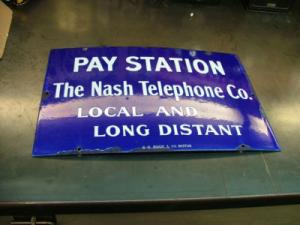 PAY STATION
The Nash Telephone Co.
LOCAL AND
LONG DISTANT